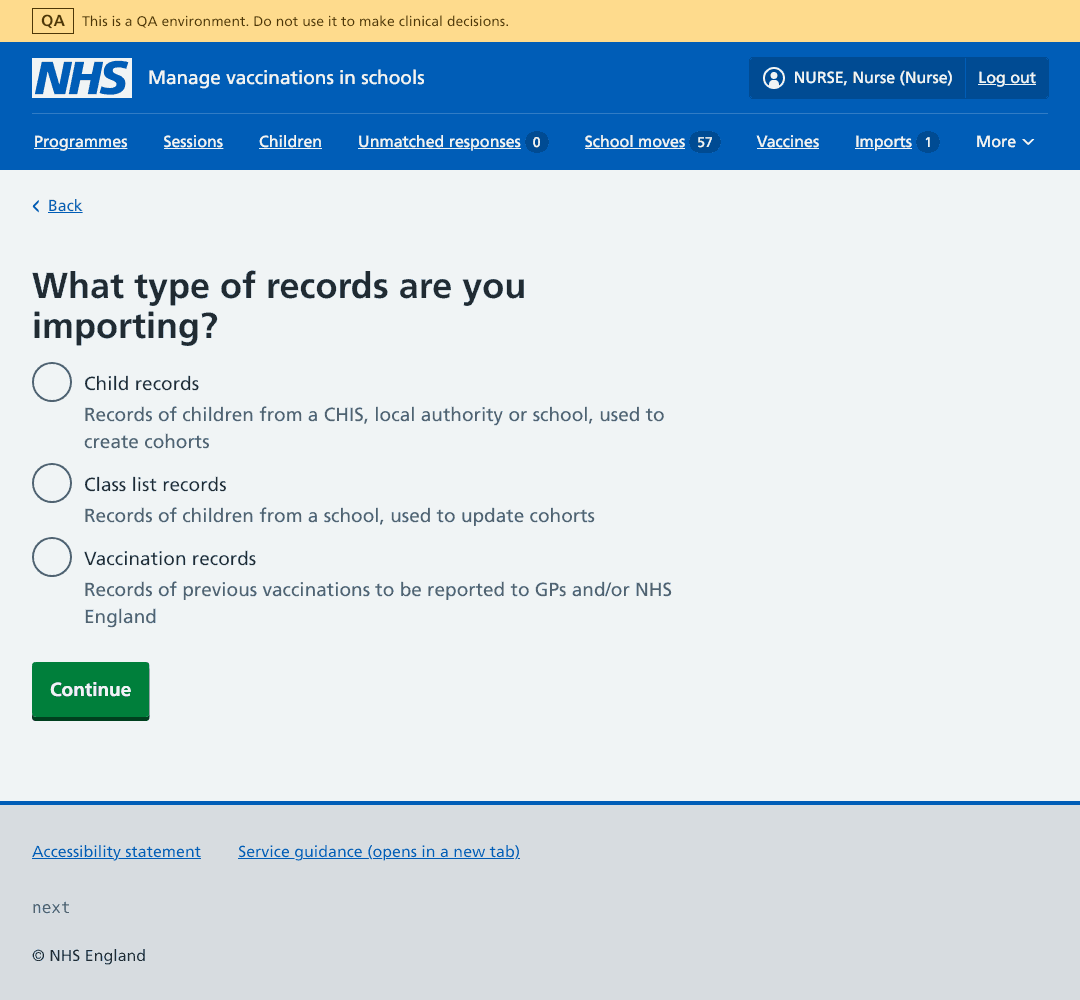 QA This is a QA environment. Do not use it to make clinical decisions.
NHS Manage vaccinations in schools NURSE, Nurse (Nurse) Log out
Programmes Sessions Children Unmatched responses 0 School moves 57 Vaccines Imports 1 More
Back
What type of records are you
importing?
Child records
Records of children from a CHIS, local authority or school, used to
create cohorts
Class list records
Records of children from a school, used to update cohorts
Vaccination records
Records of previous vaccinations to be reported to GPs and/or NHS
England
Continue
Accessibility statement Service guidance (opens in a new tab)
next
© NHS England